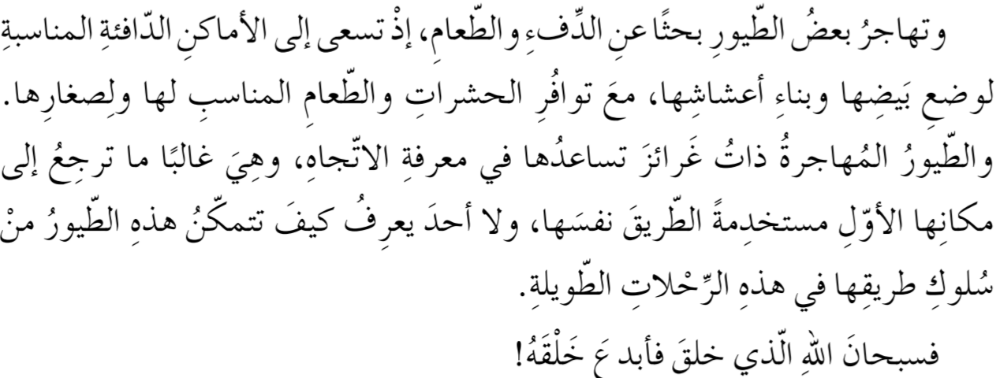 وتهاجرُ بعضُ الطّيورِ بحثًا عنِ الدِّفءِ والطّعامِ، إذْ تسعى إلى الأماكنِ الدّافئةِ المناسبةِ
لوضعِ بَيضِها وبناءِ أعشاشِها، معَ توافُرِ الحشراتِ والطّعامِ المناسبِ لها ولِصغارِها.
والطّيورُ المُهاجرةُ ذاتُ غَرائزَ تساعدُها في معرفةِ الاتّجاهِ، وهِيَ غالبًا ما ترجِعُ إلى
مكانِها الأوّلِ مستخدِمةً الطّريقَ نفسَها، ولا أحدَ يعرِفُ كيفَ تتمكّنُ هذهِ الطّيورُ منْ
سُلوكِ طريقِها في هذهِ الرِّحْلاتِ الطّويلةِ.
فسبحانَ اللهِ الّذي خلقَ فأبدعَ خَلْقَهُ!